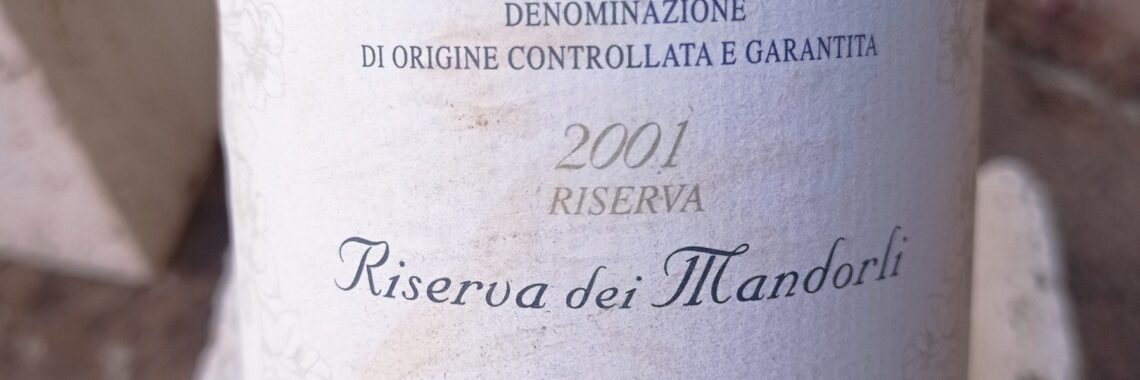 DENOMINAZIONE
DI ORIGINE CONTROLLATA E GARANTITA
2001
RISERVA
Riserva dei Mandorli